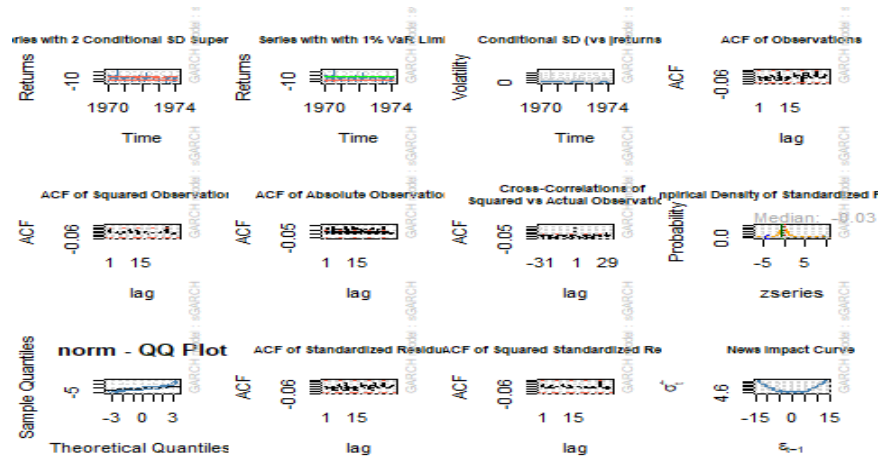 ries with 2 Conditional SD Super
Returns
-10
1970 1974
Time
Series with with 1% VaR Limi
Returns
-10
1970 1974
Time
Conditional SD (vs |returns
Volatility
0
1970 1974
Time
ACF of Observations
ACF
-0.06
1 15
lag
ACF of Squared Observation
ACF
-0.06
1 15
lag
ACF of Absolute Observatio
ACF
-0.05
1 15
lag
Cross-Correlations of
Squared vs Actual Observatio
ACF
-0.05
-31 1 29
lag
mpirical Density of Standardized R
Probability
Median: -0.03
0.0
-5 5
zseries
norm - QQ Plot
Sample Quantiles
-5
-3 0 3
Theoretical Quantiles
ACF of Standardized Residu
ACF
-0.06
1 15
lag
ACF of Squared Standardized Re
ACF
-0.06
1 15
lag
News Impact Curve
4.6
-15 0 15
εt−1